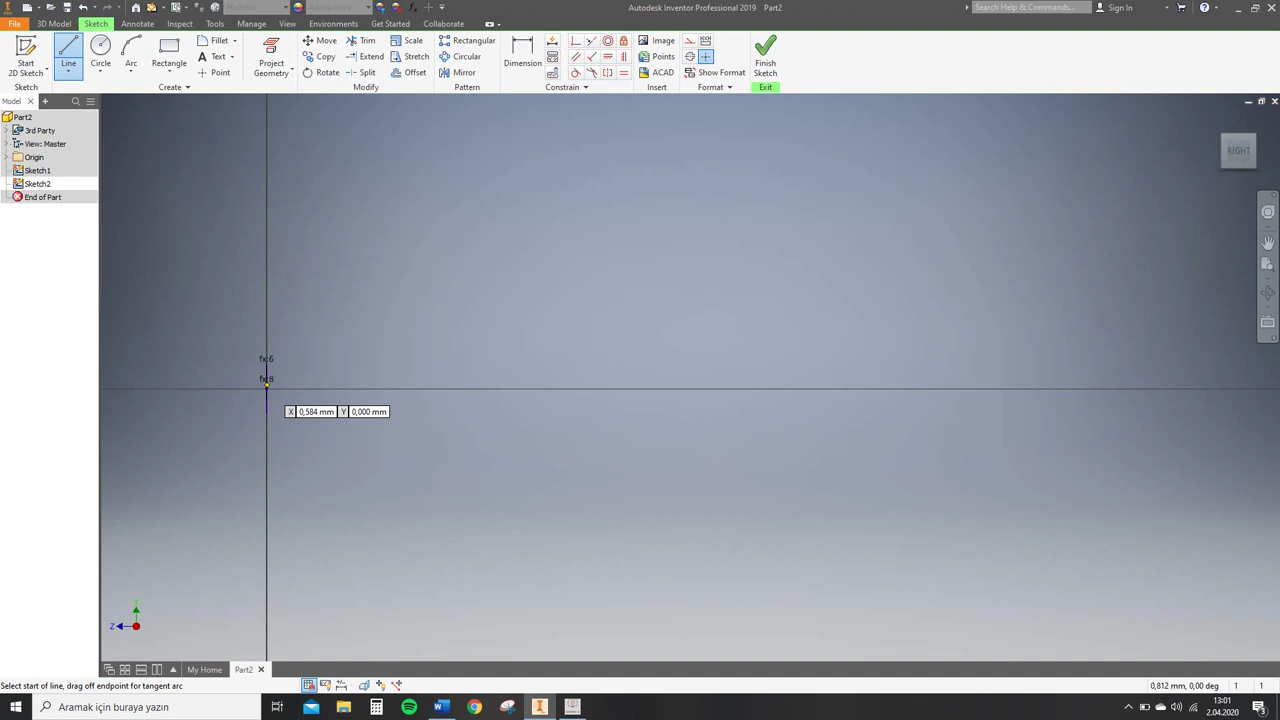 Material
Appearance
Autodesk Inventor Professional 2019 Part2
Search Help & Commands...
Sign In
File 3D Model Sketch Annotate Inspect Tools Manage View Environments Get Started Collaborate
Start
2D Sketch
Line
Circle
Arc
Rectangle
Fillet
Text
Point
Project
Geometry
Move
Copy
Rotate
Trim
Extend
Split
Scale
Stretch
Offset
Rectangular
Circular
Mirror
Dimension
Image
Points
ACAD
Show Format
Finish
Sketch
Sketch Create Modify Pattern Constrain Insert Format Exit
Model
Part2
3rd Party
View: Master
Origin
Sketch1
Sketch2
End of Part
RIGHT
X 0,584 mm Y 0,000 mm
Y
Z
My Home Part2
Select start of line, drag off endpoint for tangent arc
0,812 mm, 0,00 deg 1 1
Aramak için buraya yazın
13:01
2.04.2020